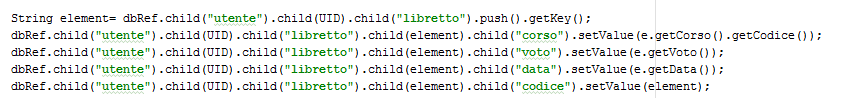 String element= dbRef.child("utente").child(UID).child("libretto").push().getKey();
dbRef.child("utente").child(UID).child("libretto").child(element).child("corso").setValue(e.getCorso().getCodice());
dbRef.child("utente").child(UID).child("libretto").child(element).child("voto").setValue(e.getVoto());
dbRef.child("utente").child(UID).child("libretto").child(element).child("data").setValue(e.getData());
dbRef.child("utente").child(UID).child("libretto").child(element).child("codice").setValue(element);